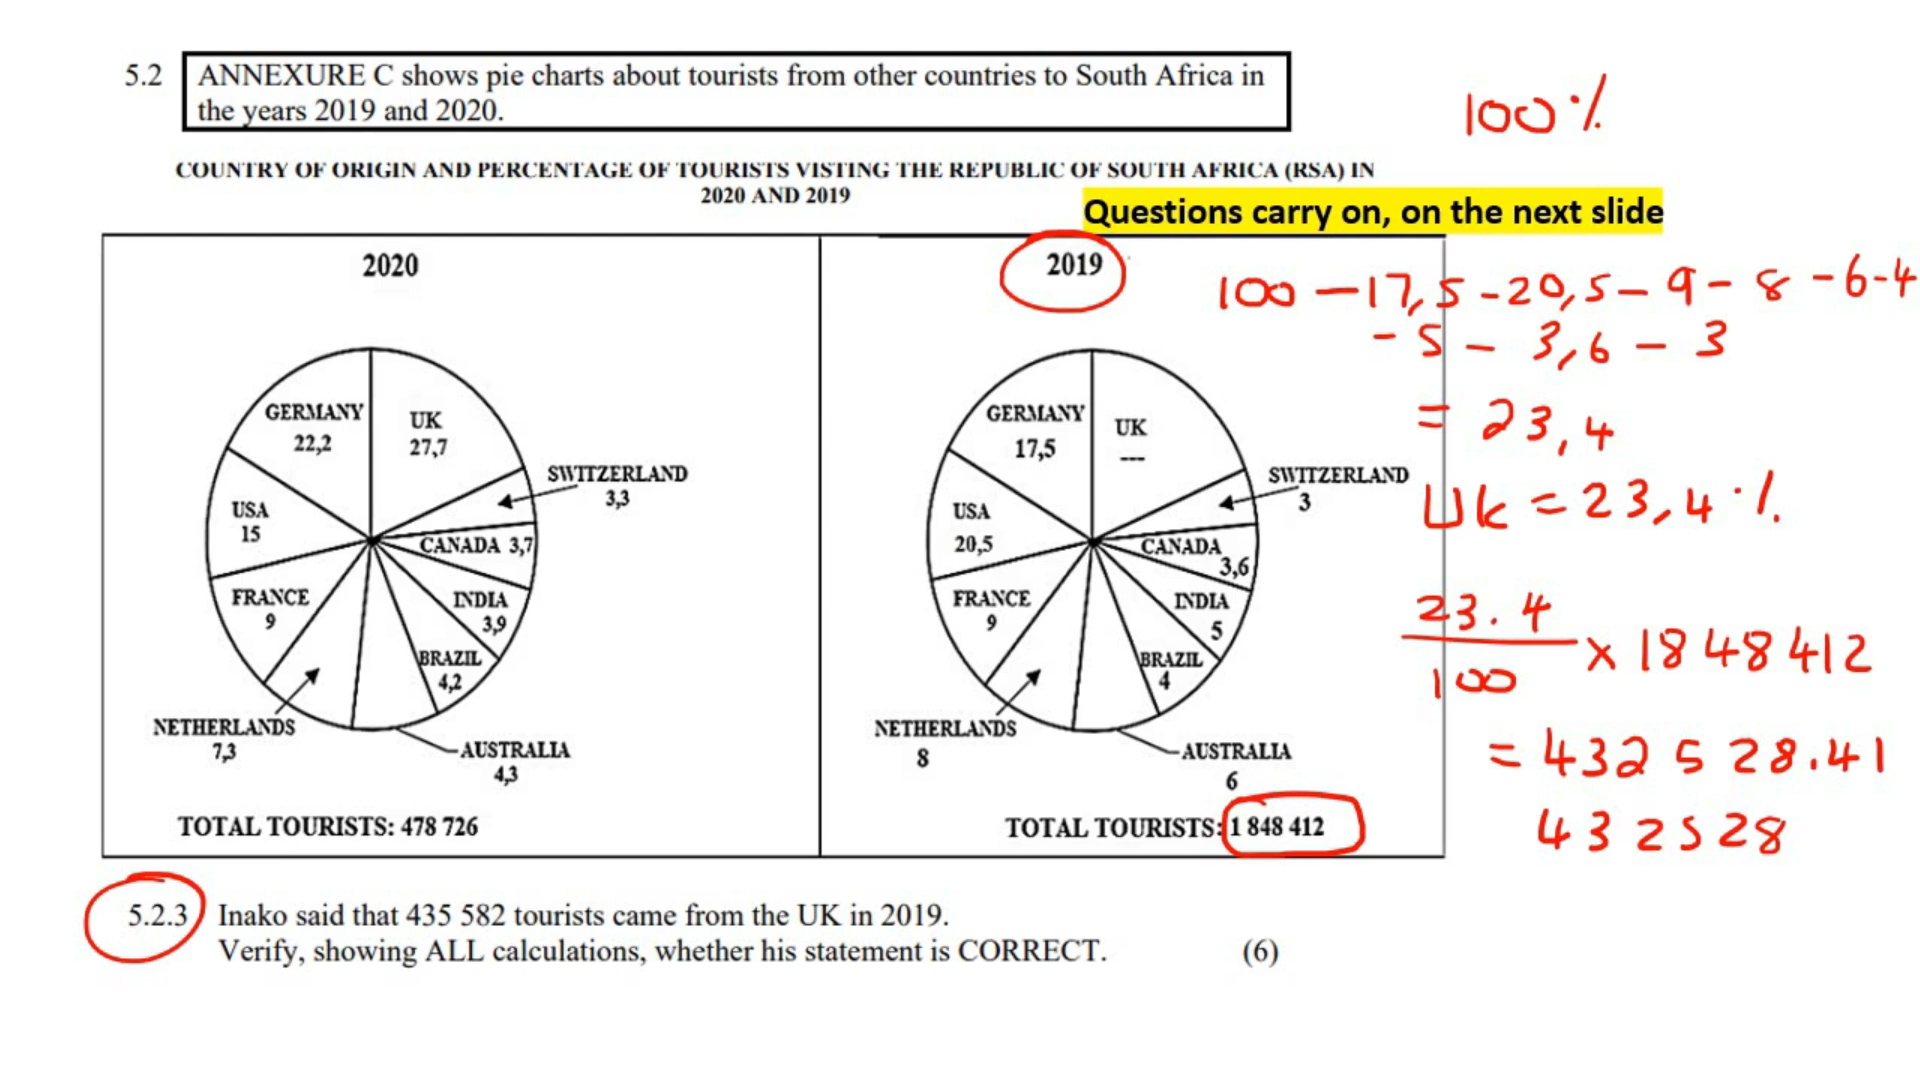 5.2 ANNEXURE C shows pie charts about tourists from other countries to South Africa in
the years 2019 and 2020.
100%
COUNTRY OF ORIGIN AND PERCENTAGE OF TOURISTS VISTING THE REPUBLIC OF SOUTH AFRICA (RSA) IN
2020 AND 2019
Questions carry on, on the next slide
2020
GERMANY
22,2
UK
27,7
SWITZERLAND
3,3
USA
15
CANADA 3,7
FRANCE
9
INDIA
3,9
BRAZIL
4,2
NETHERLANDS
7,3
AUSTRALIA
4,3
TOTAL TOURISTS: 478 726
2019
GERMANY
17,5
UK
---
SWITZERLAND
3
USA
20,5
CANADA
3,6
FRANCE
9
INDIA
5
BRAZIL
4
NETHERLANDS
8
AUSTRALIA
6
TOTAL TOURISTS: 1 848 412
100 - 17,5 - 20,5 - 9 - 8 - 6 - 4
- 5 - 3,6 - 3
= 23,4
Uk = 23,4 %
23.4
100
x 1848412
= 432 528.41
432528
5.2.3 Inako said that 435 582 tourists came from the UK in 2019.
Verify, showing ALL calculations, whether his statement is CORRECT. (6)